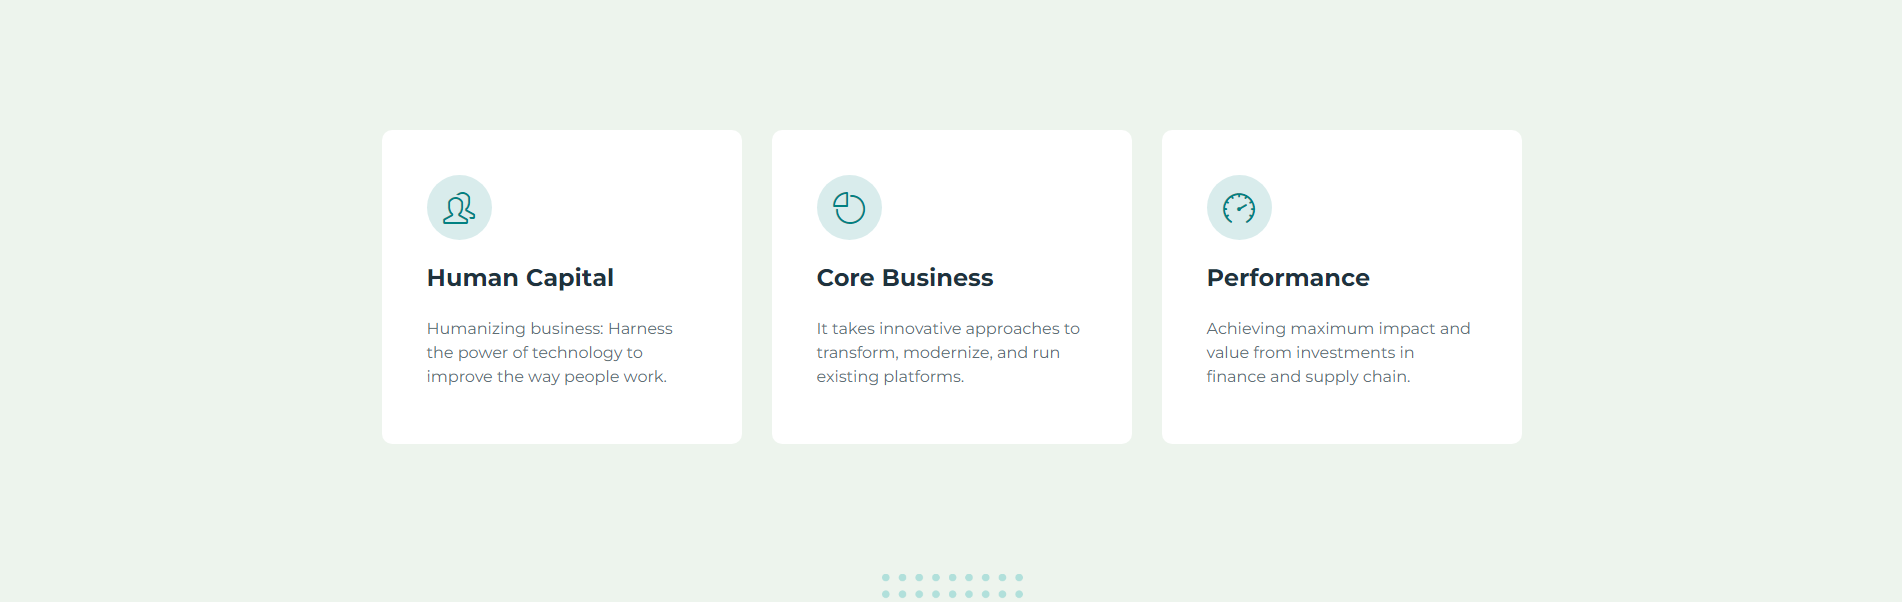 Human Capital
Humanizing business: Harness
the power of technology to
improve the way people work.
Core Business
It takes innovative approaches to
transform, modernize, and run
existing platforms.
Performance
Achieving maximum impact and
value from investments in
finance and supply chain.